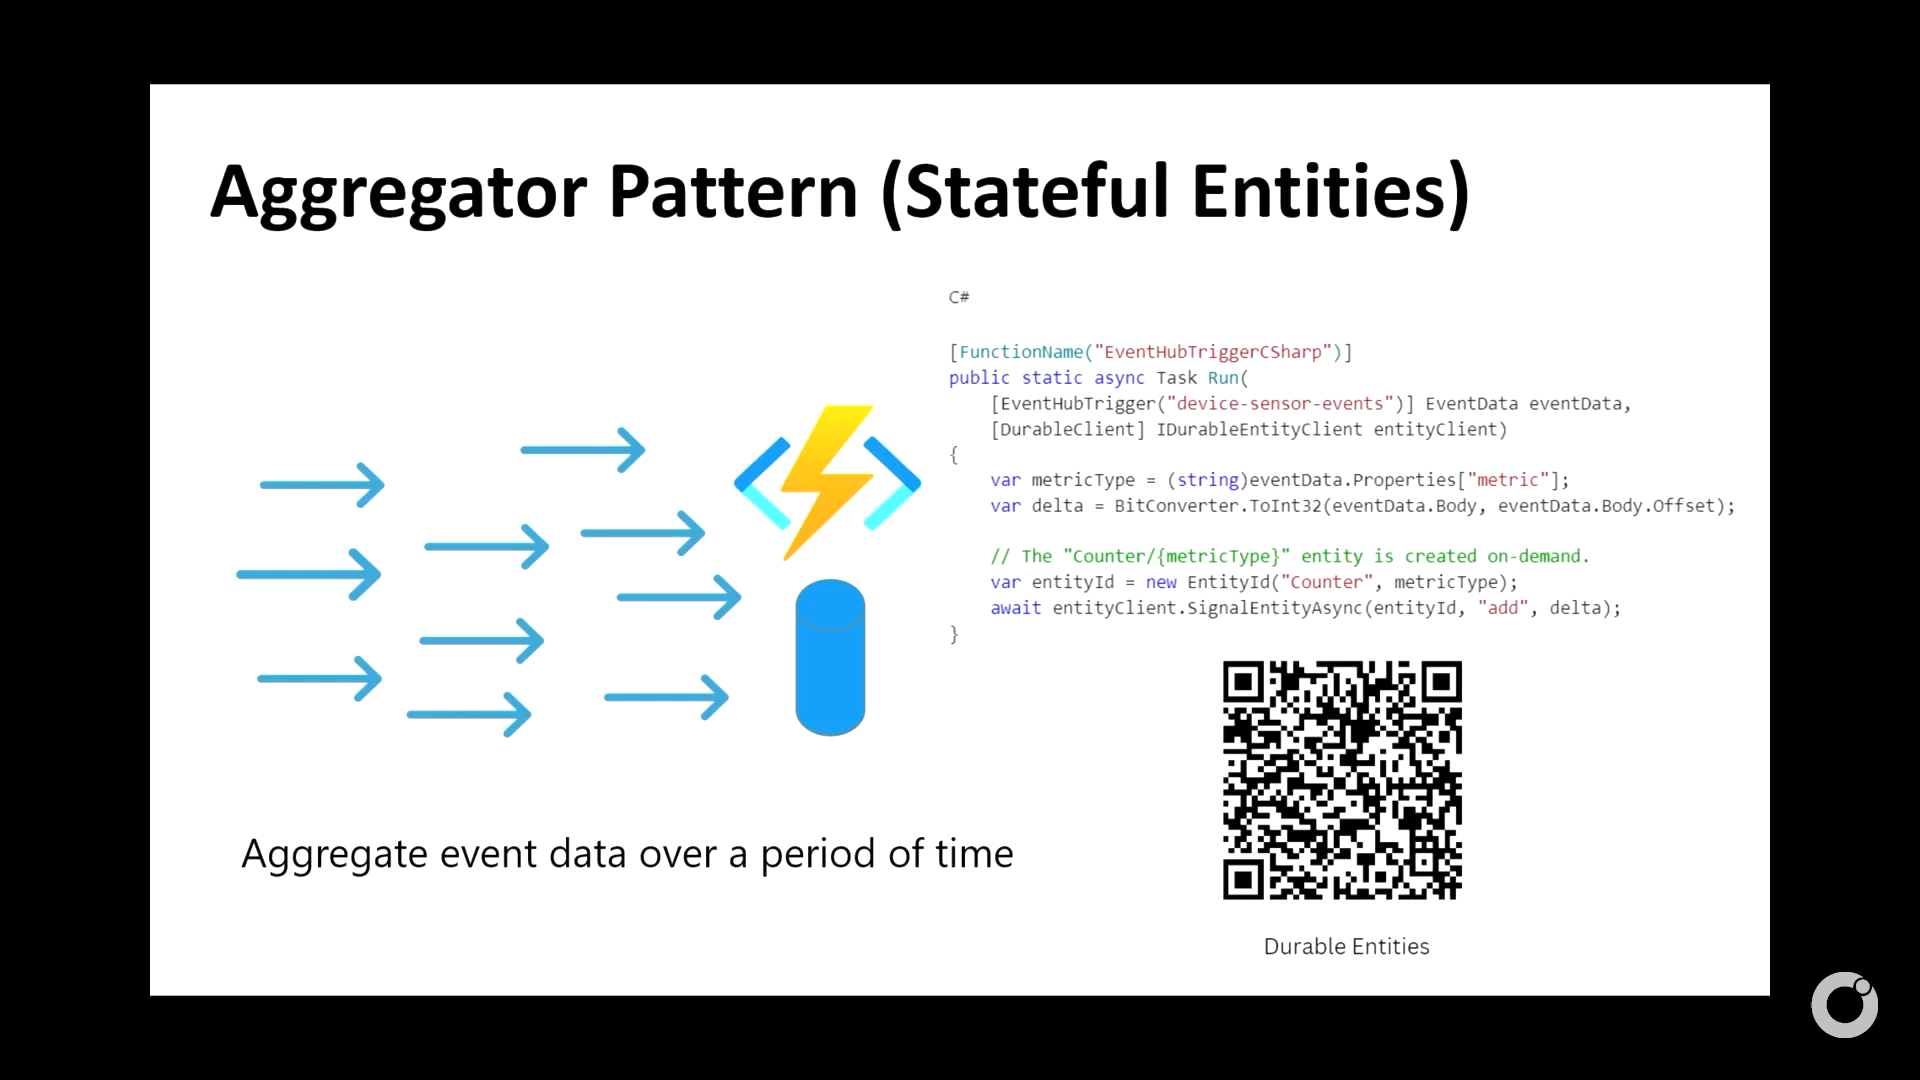 Aggregator Pattern (Stateful Entities)
C#
[FunctionName("EventHubTriggerCSharp")]
public static async Task Run(
    [EventHubTrigger("device-sensor-events")] EventData eventData,
    [DurableClient] IDurableEntityClient entityClient)
{
    var metricType = (string)eventData.Properties["metric"];
    var delta = BitConverter.ToInt32(eventData.Body, eventData.Body.Offset);
    // The "Counter/{metricType}" entity is created on-demand.
    var entityId = new EntityId("Counter", metricType);
    await entityClient.SignalEntityAsync(entityId, "add", delta);
}
Aggregate event data over a period of time
Durable Entities